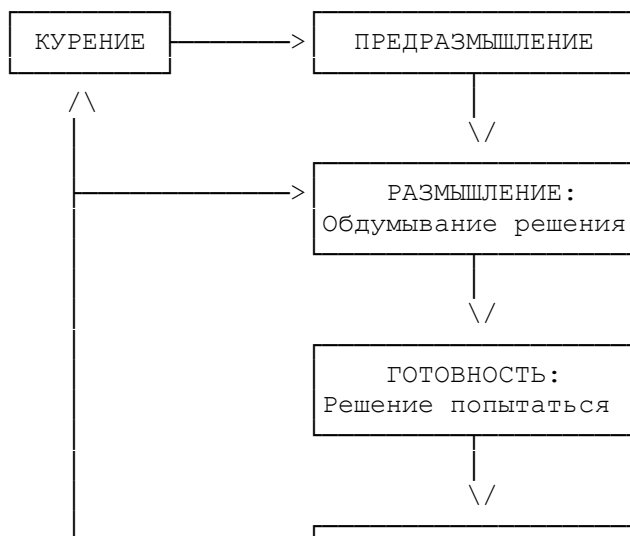 КУРЕНИЕ
ПРЕДРАЗМЫШЛЕНИЕ
РАЗМЫШЛЕНИЕ:
Обдумывание решения
ГОТОВНОСТЬ:
Решение попытаться